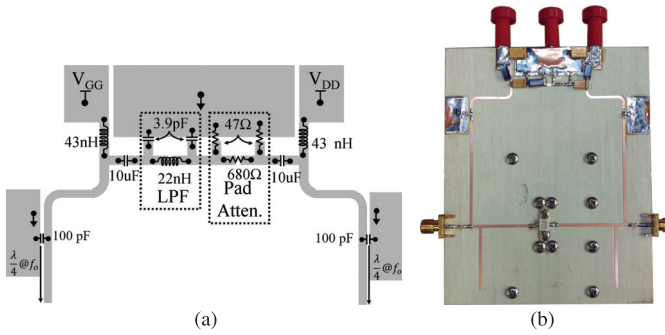 V_GG
V_DD
3.9pF
47Ω
43nH
43 nH
10uF
22nH
680Ω
10uF
LPF
Pad
Atten.
100 pF
100 pF
λ/4 @f_o
λ/4 @f_o
(a)
(b)